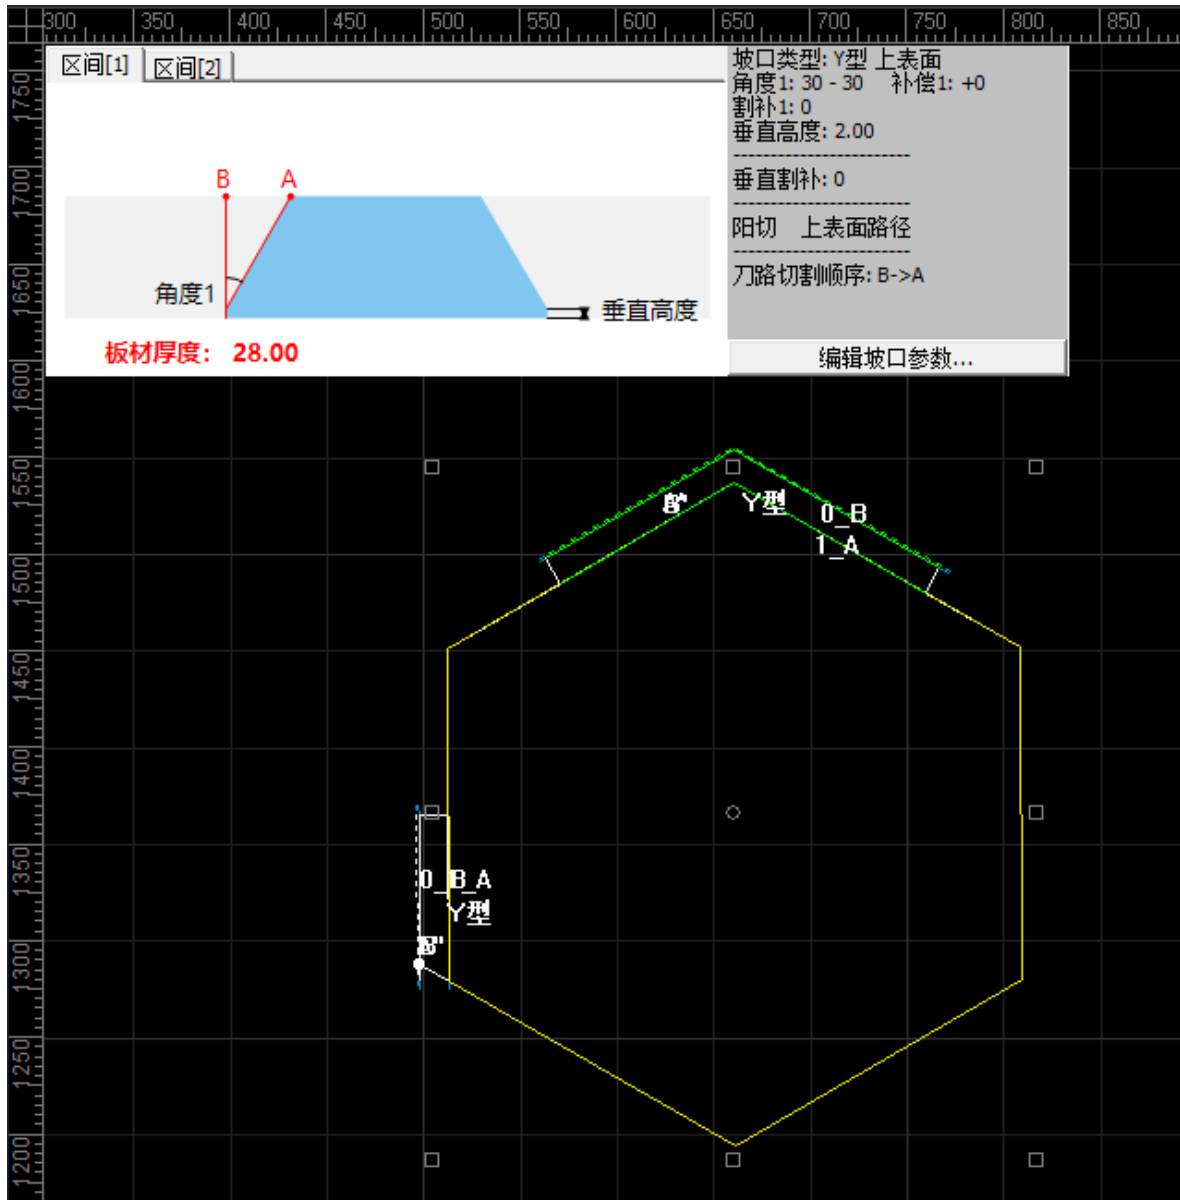 300 350 400 450 500 550 600 650 700 750 800 850
区间[1] 区间[2]
坡口类型: Y型 上表面
角度1: 30 - 30 补偿1: +0
割补1: 0
垂直高度: 2.00
-----------------------
垂直割补: 0
-----------------------
阳切 上表面路径
-----------------------
刀路切割顺序: B->A
编辑坡口参数...
B A
角度1
垂直高度
板材厚度: 28.00
1750
1700
1650
1600
1550
1500
1450
1400
1350
1300
1250
1200
Y型
0_B
1_A
0_B_A
Y型